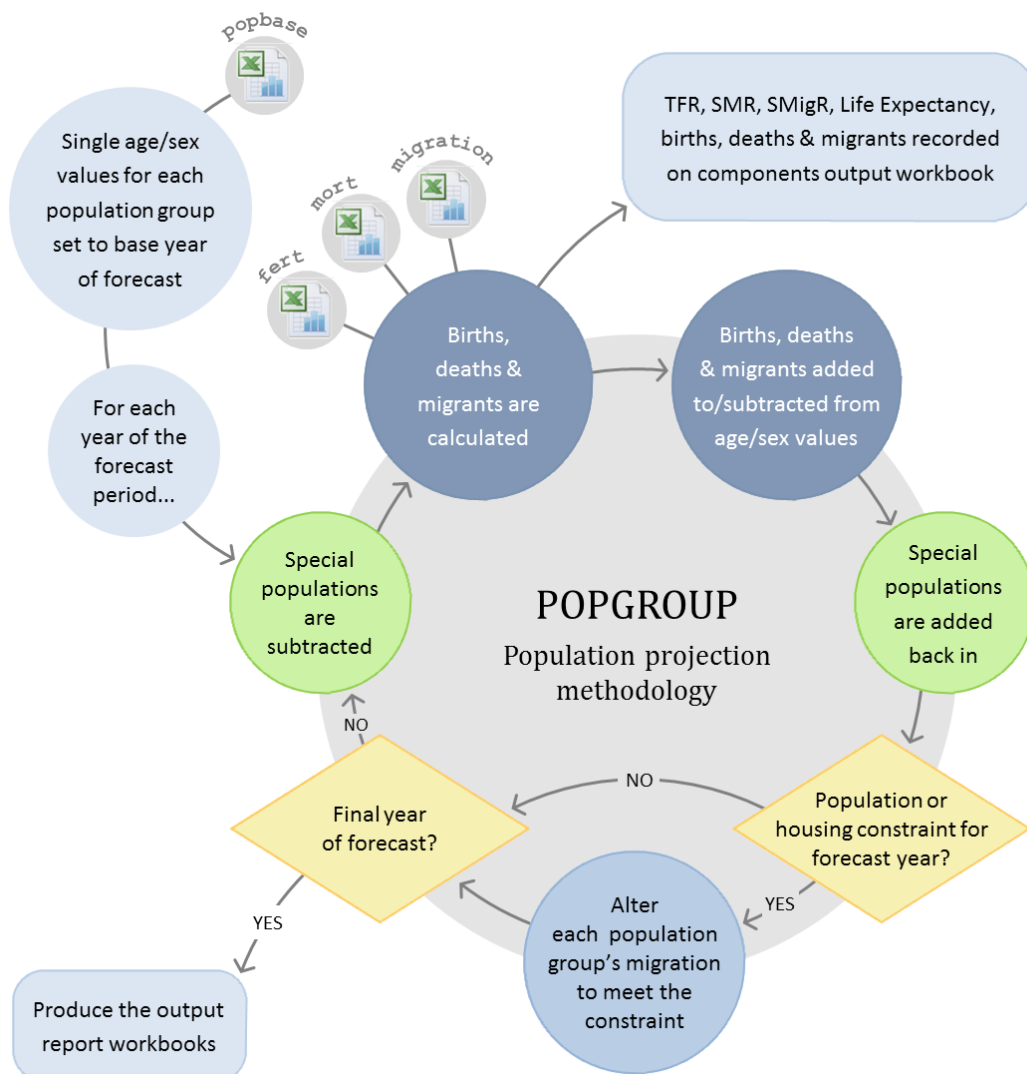 popbase
Single age/sex
values for each
population group
set to base year
of forecast
For each
year of the
forecast
period...
fert
mort
migration
TFR, SMR, SMigR, Life Expectancy,
births, deaths & migrants recorded
on components output workbook
Births,
deaths &
migrants are
calculated
Births, deaths
& migrants added
to/subtracted from
age/sex values
Special
populations
are
subtracted
Special
populations
are added
back in
POPGROUP
Population projection
methodology
NO
Final year
of forecast?
NO
Population or
housing constraint for
forecast year?
YES
YES
Alter
each population
group's migration
to meet the
constraint
Produce the output
report workbooks